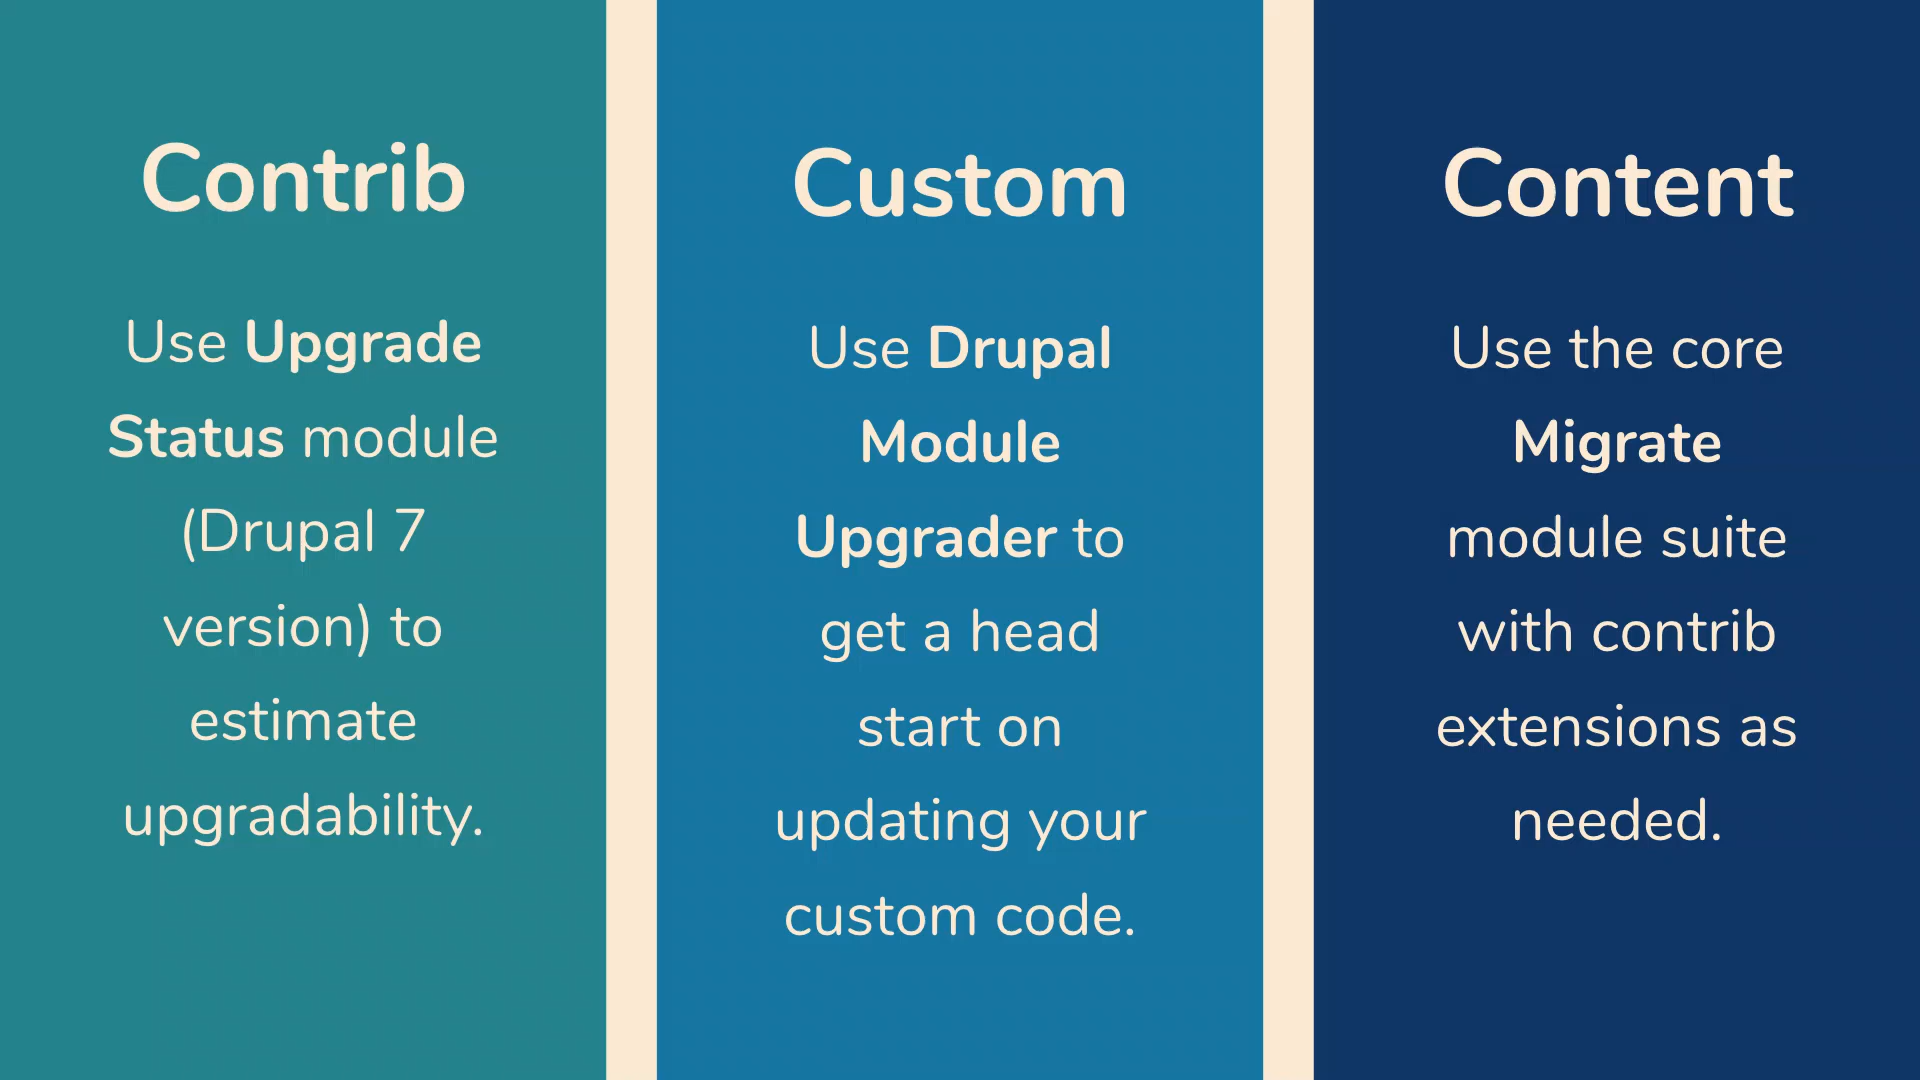 Contrib
Use Upgrade
Status module
(Drupal 7
version) to
estimate
upgradability.
Custom
Use Drupal
Module
Upgrader to
get a head
start on
updating your
custom code.
Content
Use the core
Migrate
module suite
with contrib
extensions as
needed.